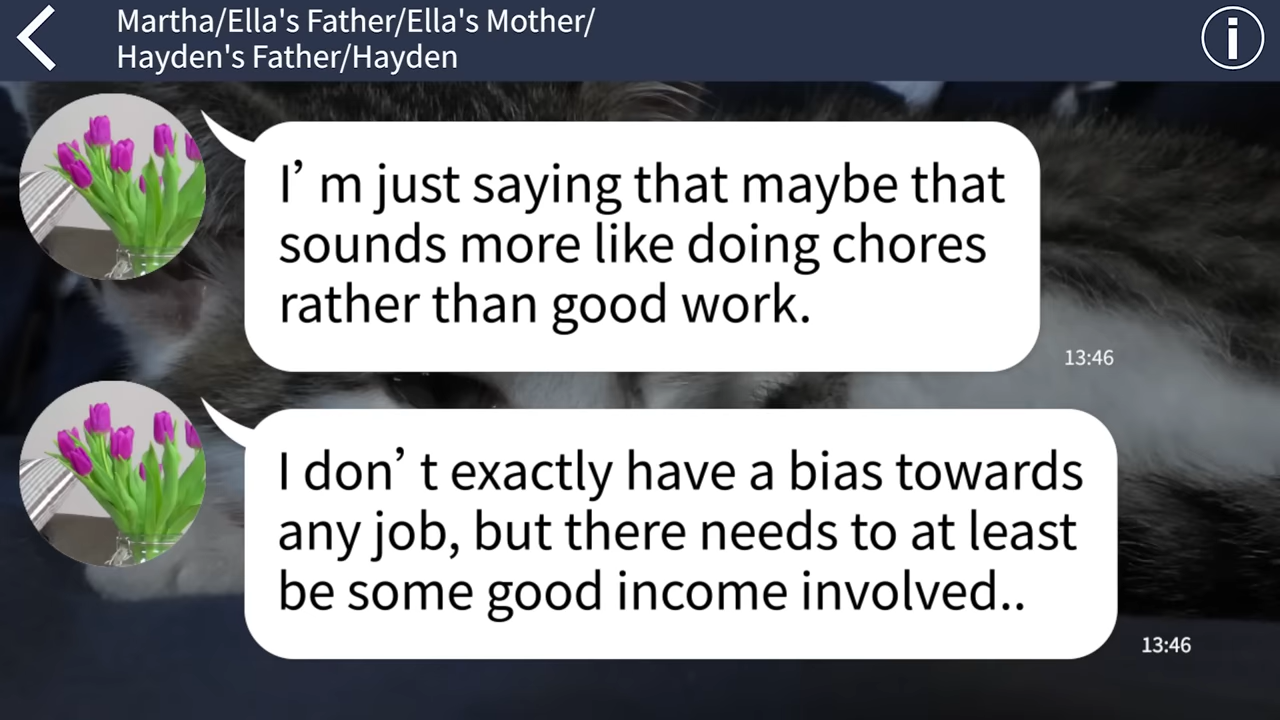 Martha/Ella's Father/Ella's Mother/
Hayden's Father/Hayden
I’ m just saying that maybe that
sounds more like doing chores
rather than good work.
13:46
I don’ t exactly have a bias towards
any job, but there needs to at least
be some good income involved..
13:46